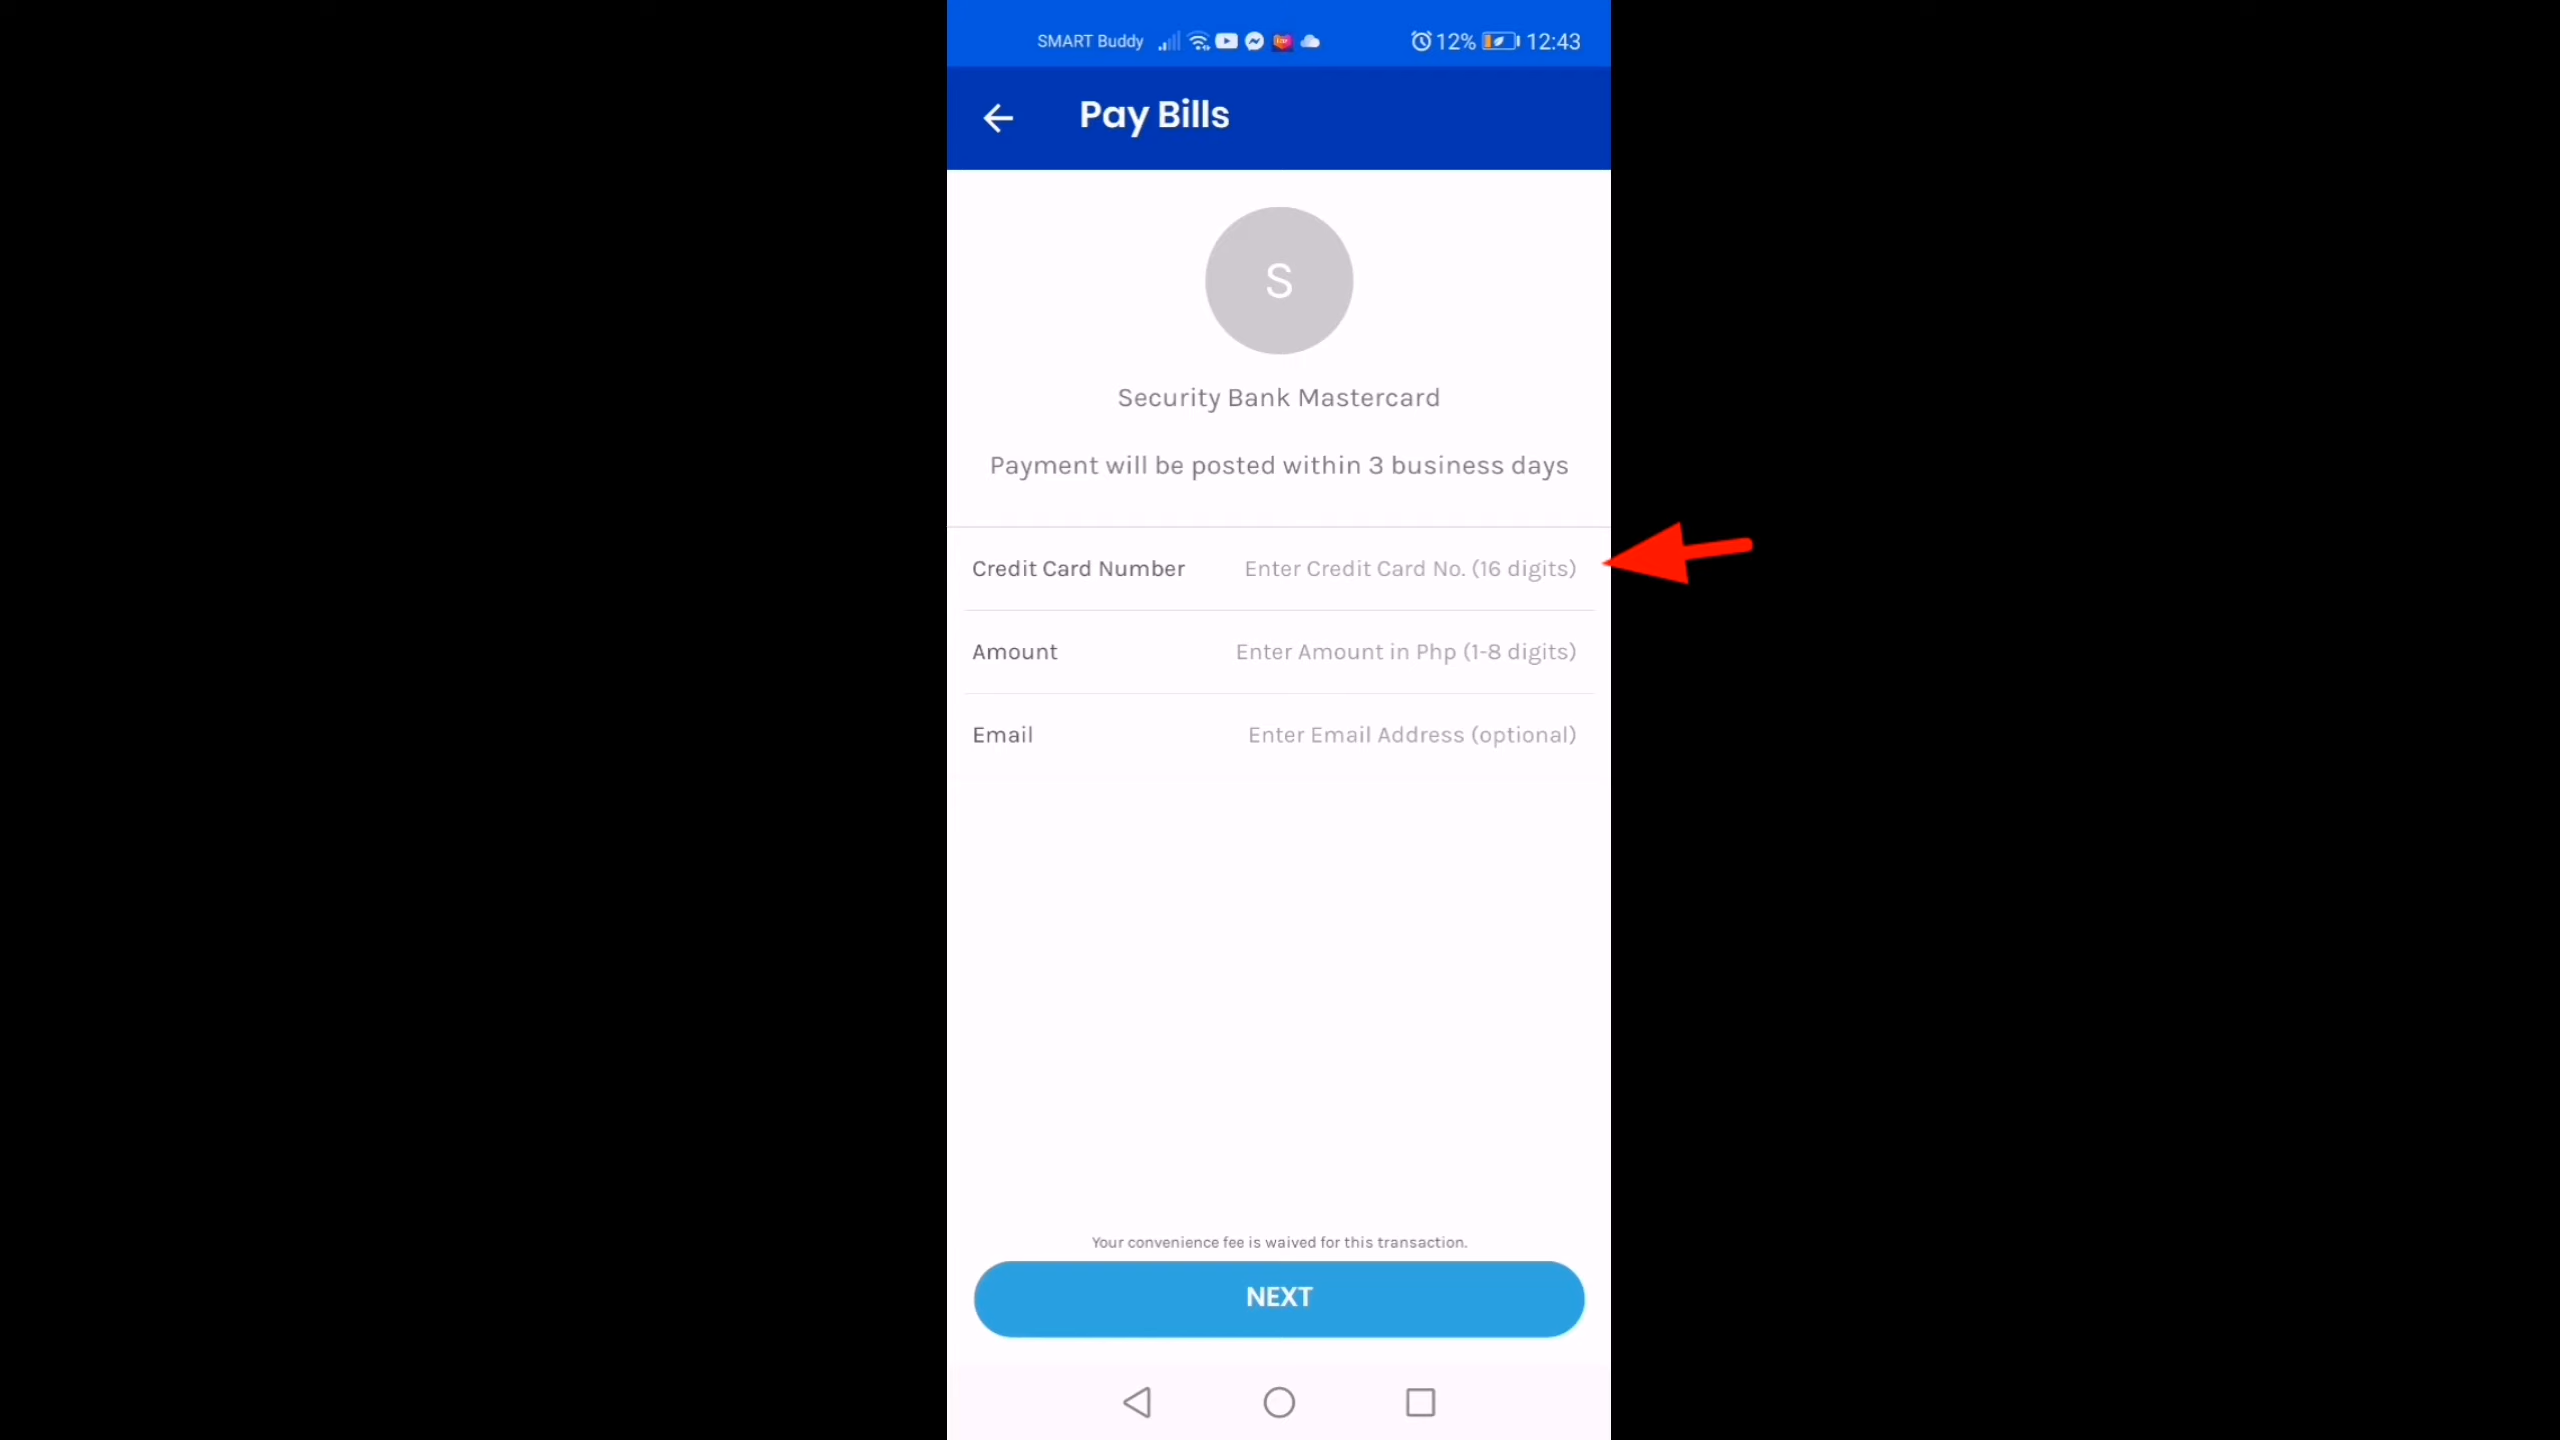 SMART Buddy 12% 12:43
Pay Bills
S
Security Bank Mastercard
Payment will be posted within 3 business days
Credit Card Number Enter Credit Card No. (16 digits)
Amount Enter Amount in Php (1-8 digits)
Email Enter Email Address (optional)
Your convenience fee is waived for this transaction.
NEXT